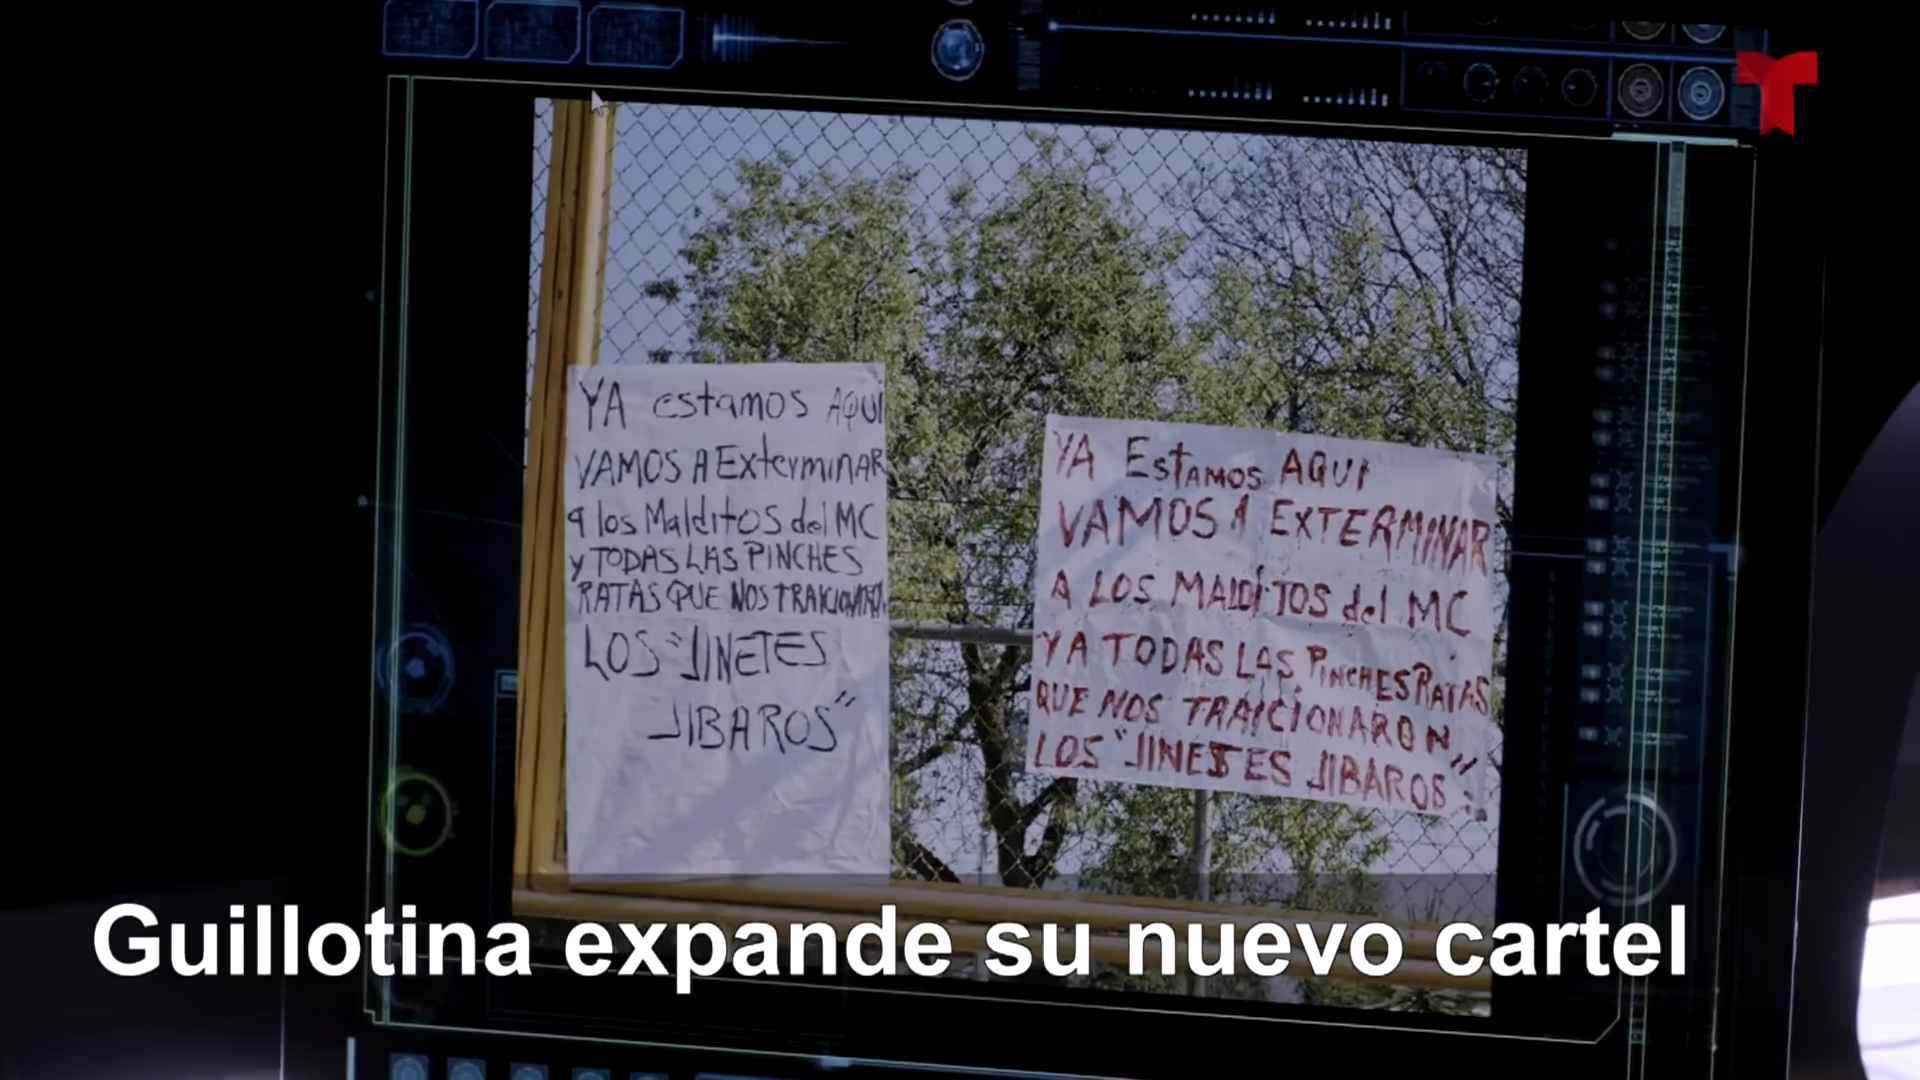 YA estamos AQUI
VAMOS A ExterminAR
a los MaldiTOS del MC
y TODAS LAS PINCHES
RATAS QUE NOS TRAICIONARON
LOS "JINETES
JIBAROS"
YA EsTAMOS AQUI
VAMOS A EXTERMINAR
A LOS MALDITOS del MC
Y A TODAS LAS PINCHES RATAS
QUE NOS TRAICIONARON
LOS "JINETES JIBAROS"
Guillotina expande su nuevo cartel